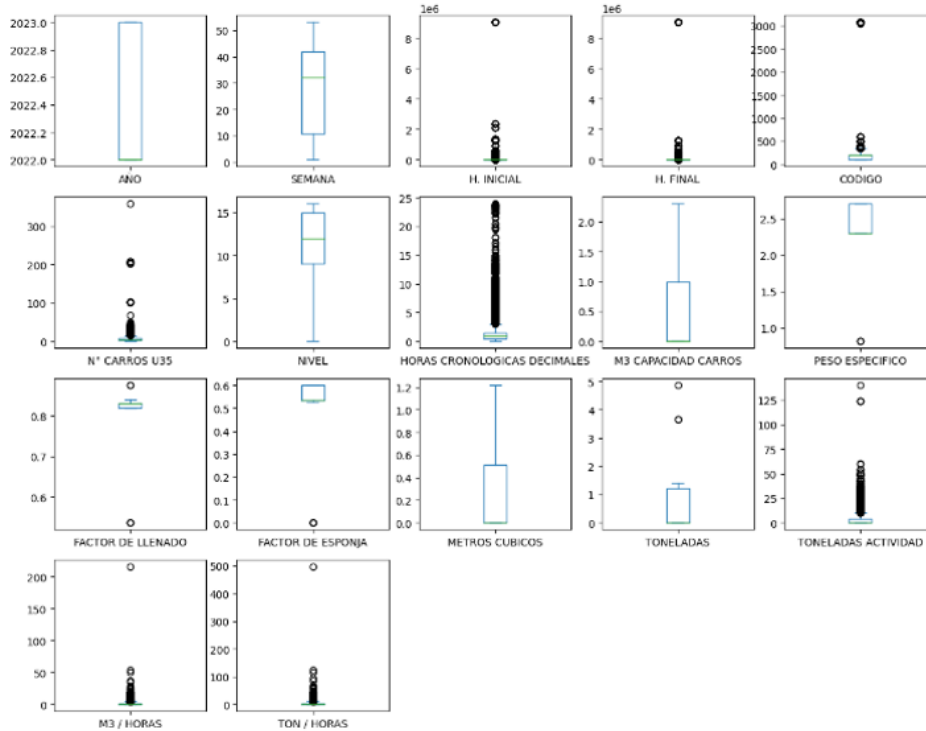 1e6 1e6
2023.0 50 8 8 3000
2022.8 40 6 6 2500
2022.6 30 4 4 2000
2022.4 20 2 2 1500
2022.2 10 0 0 1000
2022.0 0 500
0
ANO SEMANA H. INICIAL H. FINAL CODIGO
300 15 25 2.0 2.5
200 10 20 1.5 2.0
100 5 15 1.0 1.5
0 0 10 0.5 1.0
5 0.0
0
N° CARROS U35 NIVEL HORAS CRONOLOGICAS DECIMALES M3 CAPACIDAD CARROS PESO ESPECIFICO
0.8 0.6 1.2 5 125
0.7 0.5 1.0 4 100
0.6 0.4 0.8 3 75
0.3 0.6 2 50
0.2 0.4 1 25
0.1 0.2 0 0
0.0 0.0
FACTOR DE LLENADO FACTOR DE ESPONJA METROS CUBICOS TONELADAS TONELADAS ACTIVIDAD
200 500
150 400
100 300
50 200
0 100
0
M3 / HORAS TON / HORAS